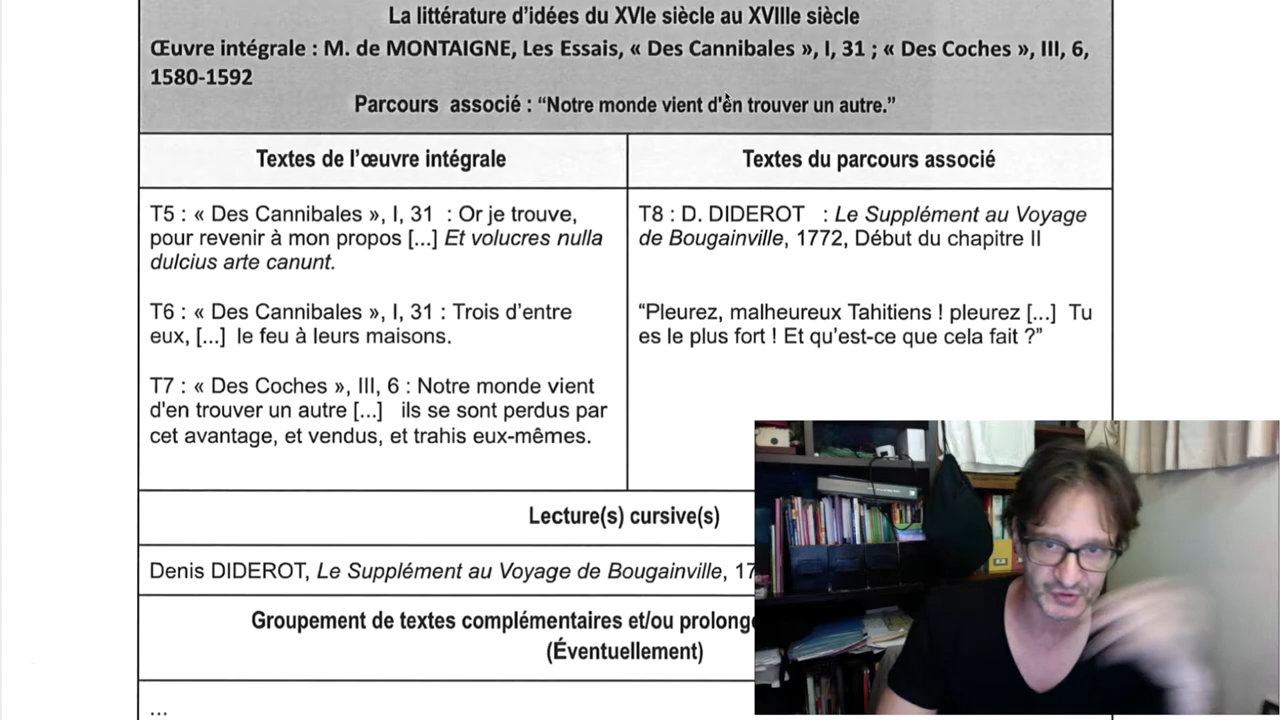 La littérature d'idées du XVIe siècle au XVIIIe siècle
Œuvre intégrale : M. de MONTAIGNE, Les Essais, « Des Cannibales », I, 31 ; « Des Coches », III, 6,
1580-1592
Parcours associé : “Notre monde vient d'en trouver un autre.”
Textes de l'œuvre intégrale
Textes du parcours associé
T5 : « Des Cannibales », I, 31 : Or je trouve,
pour revenir à mon propos [...] Et volucres nulla
dulcius arte canunt.
T6 : « Des Cannibales », I, 31 : Trois d'entre
eux, [...] le feu à leurs maisons.
T7 : « Des Coches », III, 6 : Notre monde vient
d'en trouver un autre [...] ils se sont perdus par
cet avantage, et vendus, et trahis eux-mêmes.
T8 : D. DIDEROT : Le Supplément au Voyage
de Bougainville, 1772, Début du chapitre II
“Pleurez, malheureux Tahitiens ! pleurez [...] Tu
es le plus fort ! Et qu'est-ce que cela fait ?”
Lecture(s) cursive(s)
Denis DIDEROT, Le Supplément au Voyage de Bougainville, 17
Groupement de textes complémentaires et/ou prolonge
(Éventuellement)
...